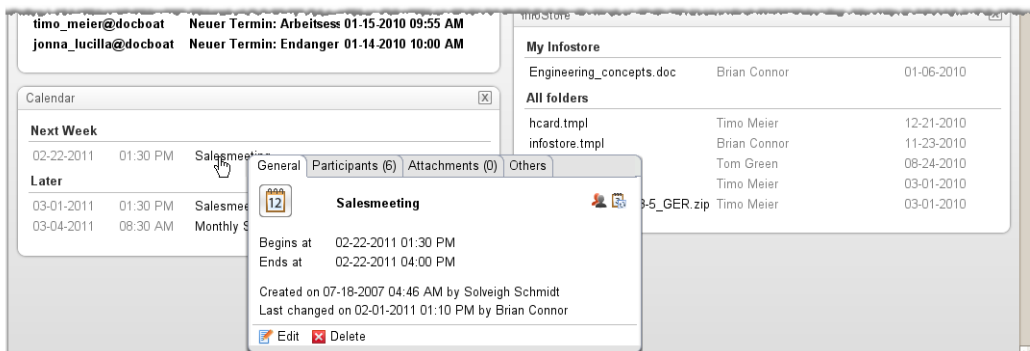 timo_meier@docboat Neuer Termin: Arbeitsess 01-15-2010 09:55 AM
jonna_lucilla@docboat Neuer Termin: Endanger 01-14-2010 10:00 AM
Calendar
Next Week
02-22-2011 01:30 PM Salesmeeting
Later
03-01-2011 01:30 PM Salesmee
03-04-2011 08:30 AM Monthly S
General Participants (6) Attachments (0) Others
12 Salesmeeting
Begins at 02-22-2011 01:30 PM
Ends at 02-22-2011 04:00 PM
Created on 07-18-2007 04:46 AM by Solveigh Schmidt
Last changed on 02-01-2011 01:10 PM by Brian Connor
Edit Delete
InfoStore
My Infostore
Engineering_concepts.doc Brian Connor 01-06-2010
All folders
hcard.tmpl Timo Meier 12-21-2010
infostore.tmpl Brian Connor 11-23-2010
Tom Green 08-24-2010
Timo Meier 03-01-2010
3-5_GER.zip Timo Meier 03-01-2010